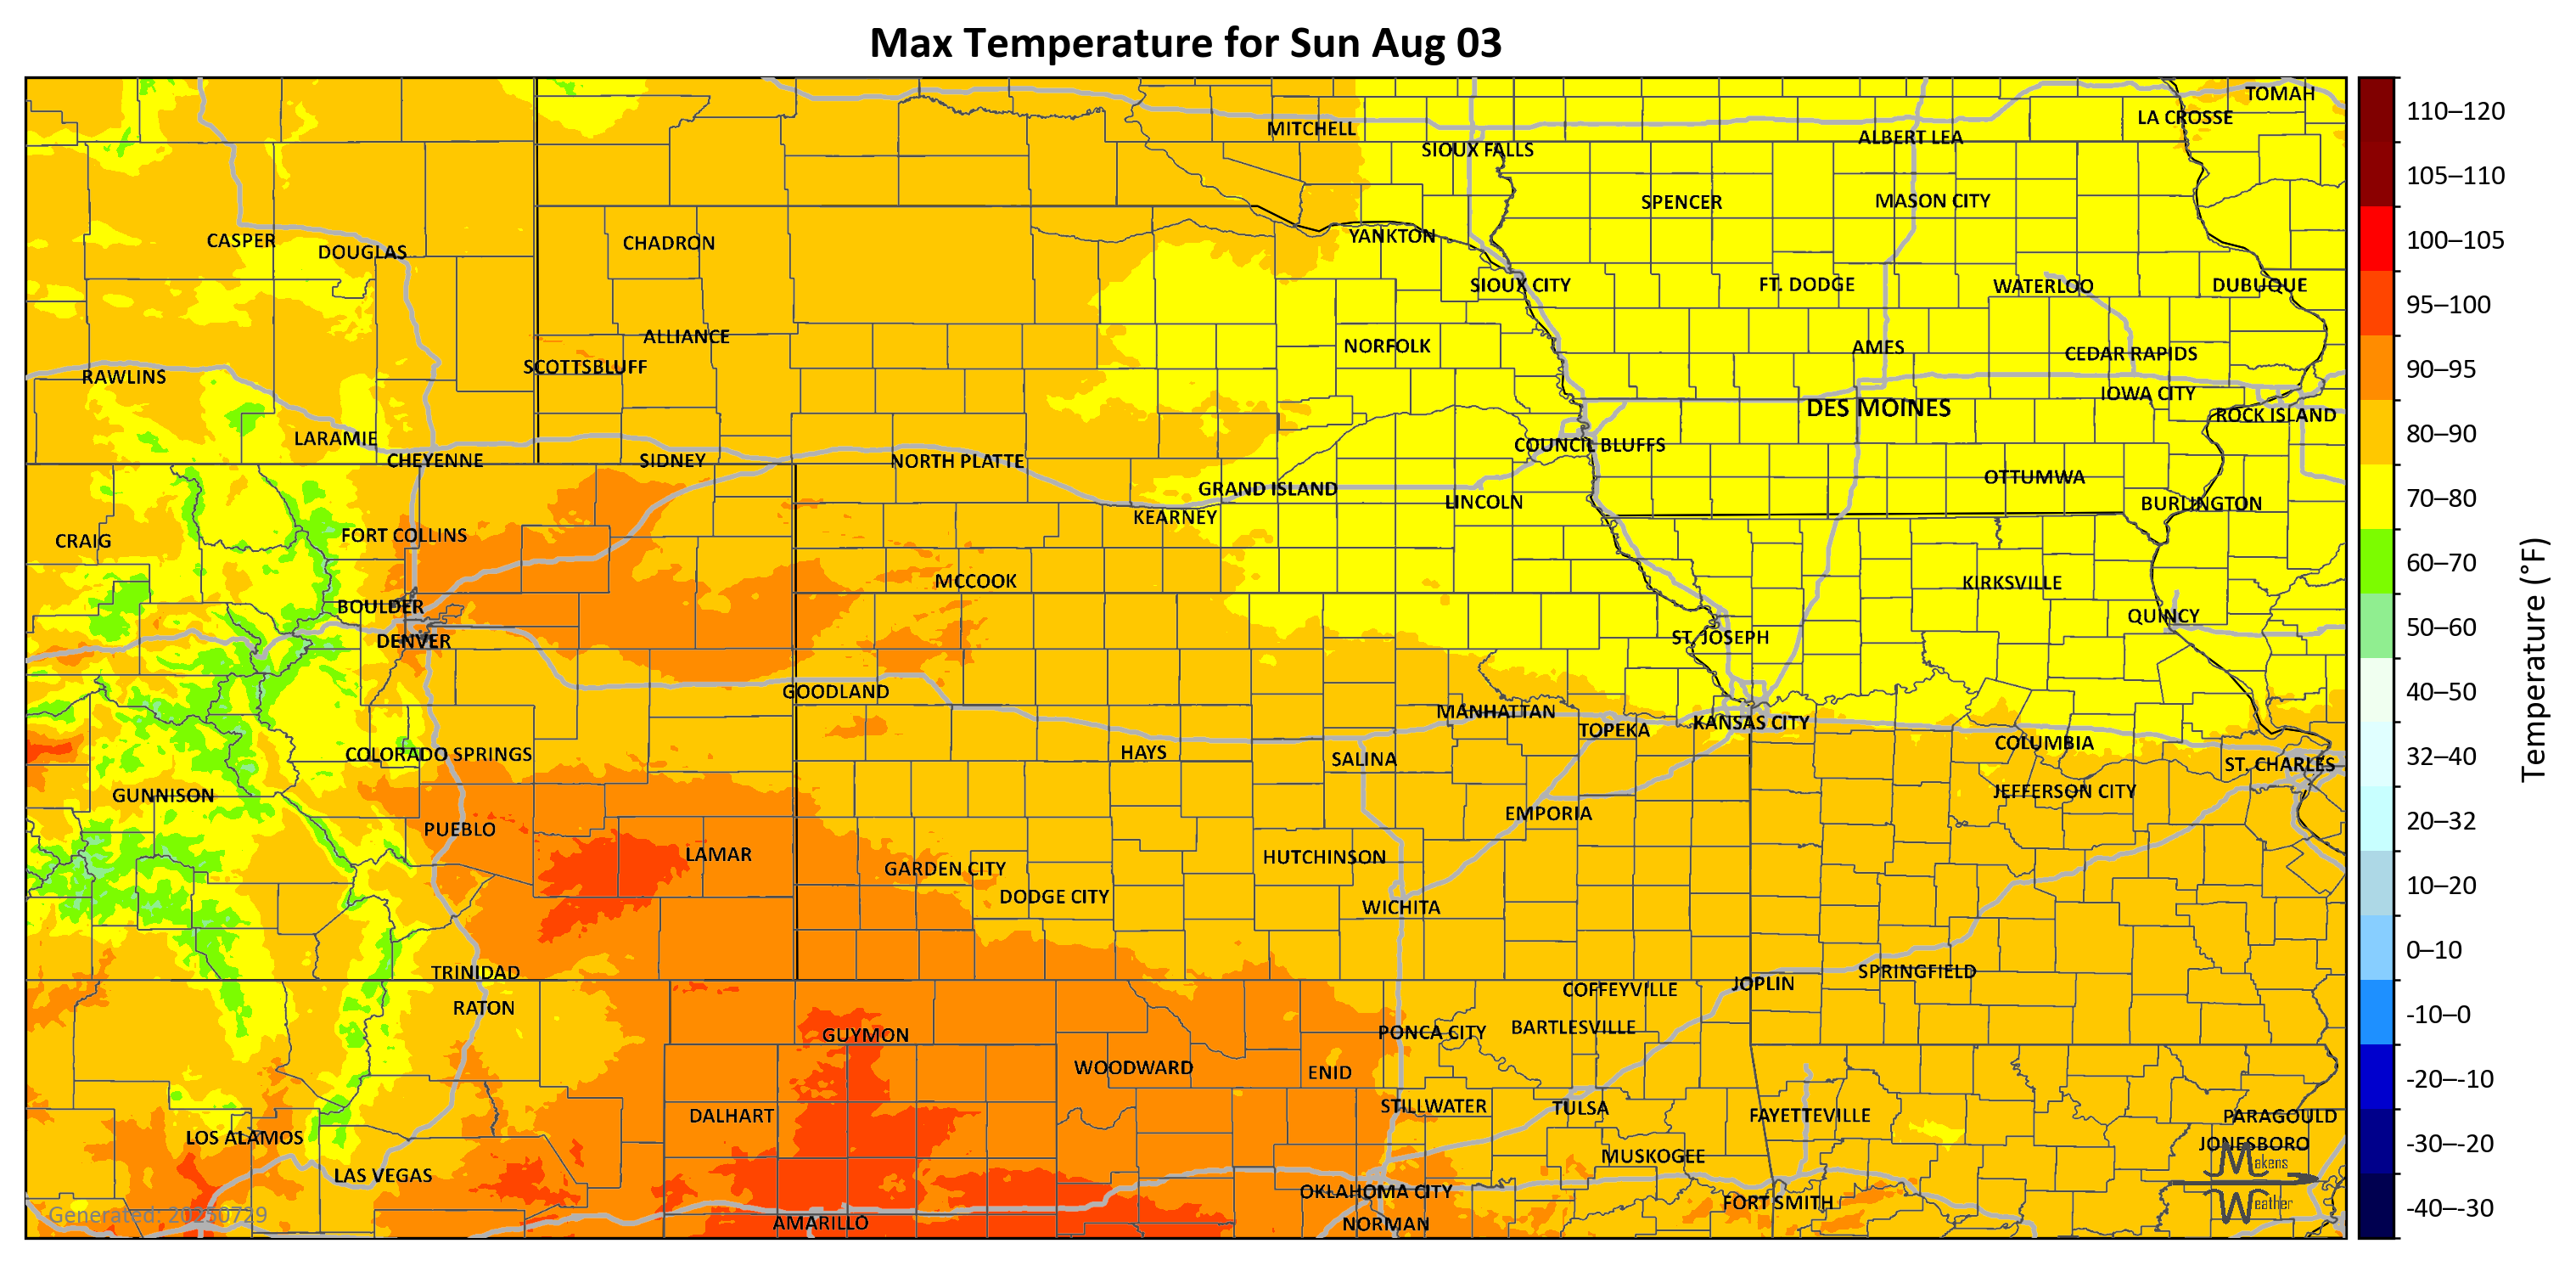 Max Temperature for Sun Aug 03
TOMAH
LA CROSSE
MITCHELL
ALBERT LEA
SIOUX FALLS
SPENCER
MASON CITY
CASPER
DOUGLAS
CHADRON
YANKTON
SIOUX CITY
FT. DODGE
WATERLOO
DUBUQUE
ALLIANCE
NORFOLK
AMES
CEDAR RAPIDS
SCOTTSBLUFF
RAWLINS
IOWA CITY
DES MOINES
ROCK ISLAND
LARAMIE
COUNCIL BLUFFS
CHEYENNE
SIDNEY
NORTH PLATTE
OTTUMWA
GRAND ISLAND
LINCOLN
BURLINGTON
KEARNEY
FORT COLLINS
CRAIG
MCCOOK
KIRKSVILLE
BOULDER
QUINCY
DENVER
ST. JOSEPH
GOODLAND
MANHATTAN
KANSAS CITY
TOPEKA
COLUMBIA
COLORADO SPRINGS
HAYS
SALINA
ST. CHARLES
GUNNISON
JEFFERSON CITY
EMPORIA
PUEBLO
LAMAR
HUTCHINSON
GARDEN CITY
DODGE CITY
WICHITA
TRINIDAD
SPRINGFIELD
JOPLIN
COFFEYVILLE
RATON
BARTLESVILLE
PONCA CITY
GUYMON
WOODWARD
ENID
STILLWATER
TULSA
DALHART
FAYETTEVILLE
PARAGOULD
LOS ALAMOS
JONESBORO
MUSKOGEE
LAS VEGAS
OKLAHOMA CITY
FORT SMITH
AMARILLO
NORMAN
Generated: 20250729
Makens
Weather
110–120
105–110
100–105
95–100
90–95
80–90
70–80
60–70
50–60
40–50
32–40
20–32
10–20
0–10
-10–0
-20–-10
-30–-20
-40–-30
Temperature (°F)